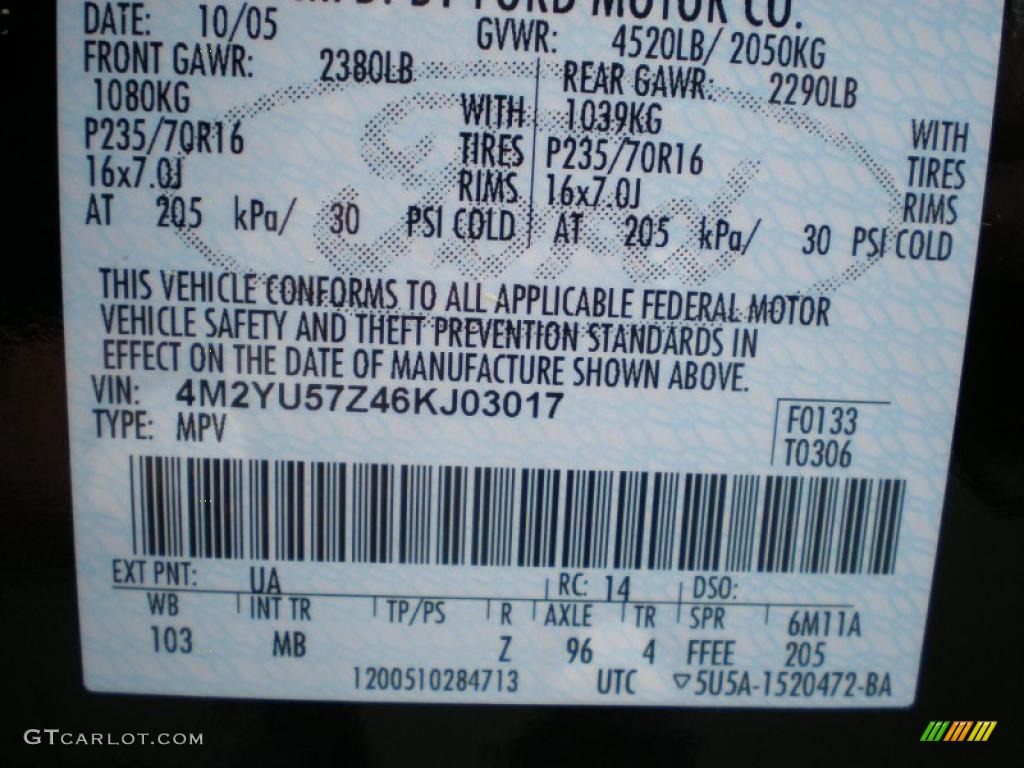 MFD. BY FORD MOTOR CO.
DATE: 10/05 GVWR: 4520LB/ 2050KG
FRONT GAWR: 2380LB REAR GAWR: 2290LB
1080KG WITH 1039KG WITH
P235/70R16 TIRES P235/70R16 TIRES
16x7.0J RIMS 16x7.0J RIMS
AT 205 kPa/ 30 PSI COLD AT 205 kPa/ 30 PSI COLD
THIS VEHICLE CONFORMS TO ALL APPLICABLE FEDERAL MOTOR
VEHICLE SAFETY AND THEFT PREVENTION STANDARDS IN
EFFECT ON THE DATE OF MANUFACTURE SHOWN ABOVE.
VIN: 4M2YU57Z46KJ03017
TYPE: MPV
F0133
T0306
EXT PNT: UA RC: 14 DSO:
WB INT TR TP/PS R AXLE TR SPR 6M11A
103 MB Z 96 4 FFEE 205
1200510284713 UTC ▽5U5A-1520472-BA
GTCARLOT.COM